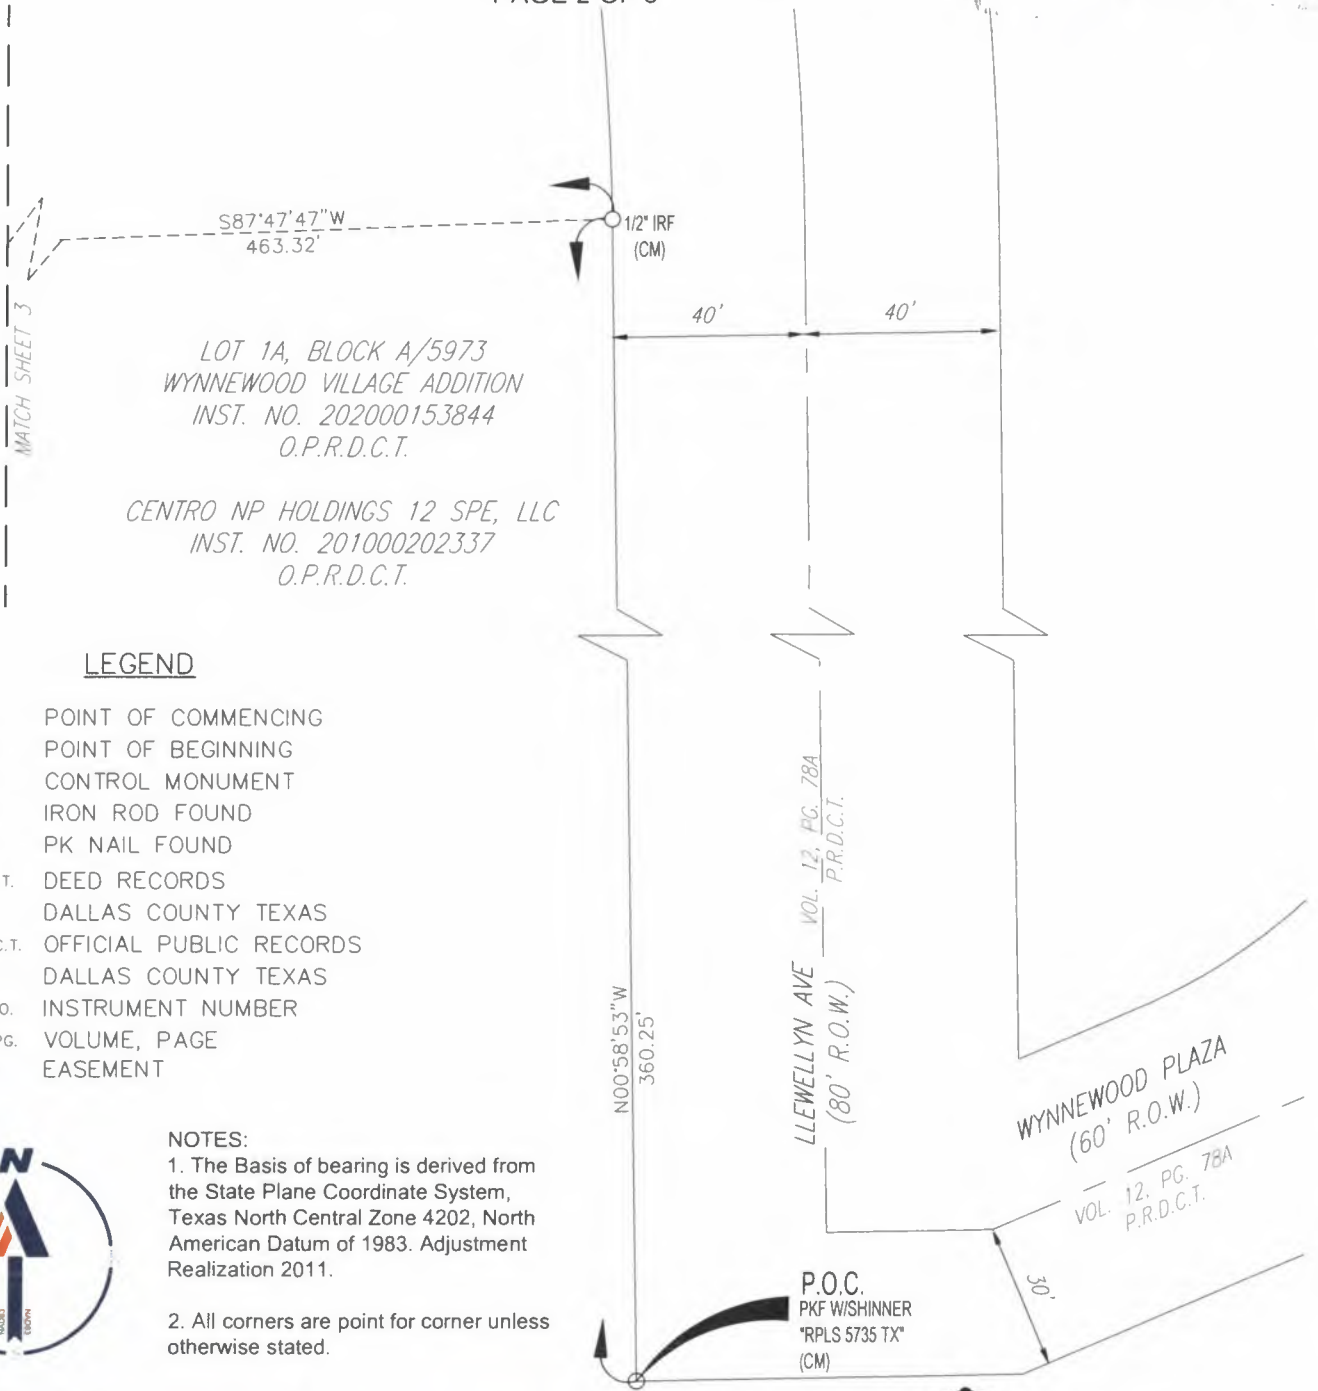 S87°47'47"W
463.32'
1/2" IRF
(CM)
40'
40'
MATCH SHEET 3
LOT 1A, BLOCK A/5973
WYNNEWOOD VILLAGE ADDITION
INST. NO. 202000153844
O.P.R.D.C.T.
CENTRO NP HOLDINGS 12 SPE, LLC
INST. NO. 201000202337
O.P.R.D.C.T.
LEGEND
POINT OF COMMENCING
POINT OF BEGINNING
CONTROL MONUMENT
IRON ROD FOUND
PK NAIL FOUND
T. DEED RECORDS
DALLAS COUNTY TEXAS
C.T. OFFICIAL PUBLIC RECORDS
DALLAS COUNTY TEXAS
O. INSTRUMENT NUMBER
PG. VOLUME, PAGE
EASEMENT
N00°58'53"W
360.25'
LLEWELLYN AVE
(80' R.O.W.)
VOL. 12, PG. 78A
P.R.D.C.T.
WYNNEWOOD PLAZA
(60' R.O.W.)
VOL. 12, PG. 78A
P.R.D.C.T.
30'
N
NAD83
NOTES:
1. The Basis of bearing is derived from
the State Plane Coordinate System,
Texas North Central Zone 4202, North
American Datum of 1983. Adjustment
Realization 2011.
2. All corners are point for corner unless
otherwise stated.
P.O.C.
PKF W/SHINNER
"RPLS 5735 TX"
(CM)